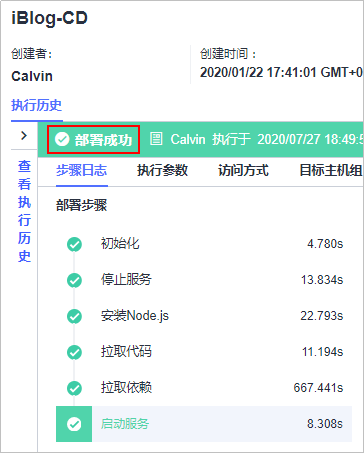 iBlog-CD
创建者: 创建时间 :
Calvin 2020/01/22 17:41:01 GMT+0
执行历史
部署成功 Calvin 执行于 2020/07/27 18:49:5
查看执行历史
步骤日志 执行参数 访问方式 目标主机组
部署步骤
初始化 4.780s
停止服务 13.834s
安装Node.js 22.793s
拉取代码 11.194s
拉取依赖 667.441s
启动服务 8.308s